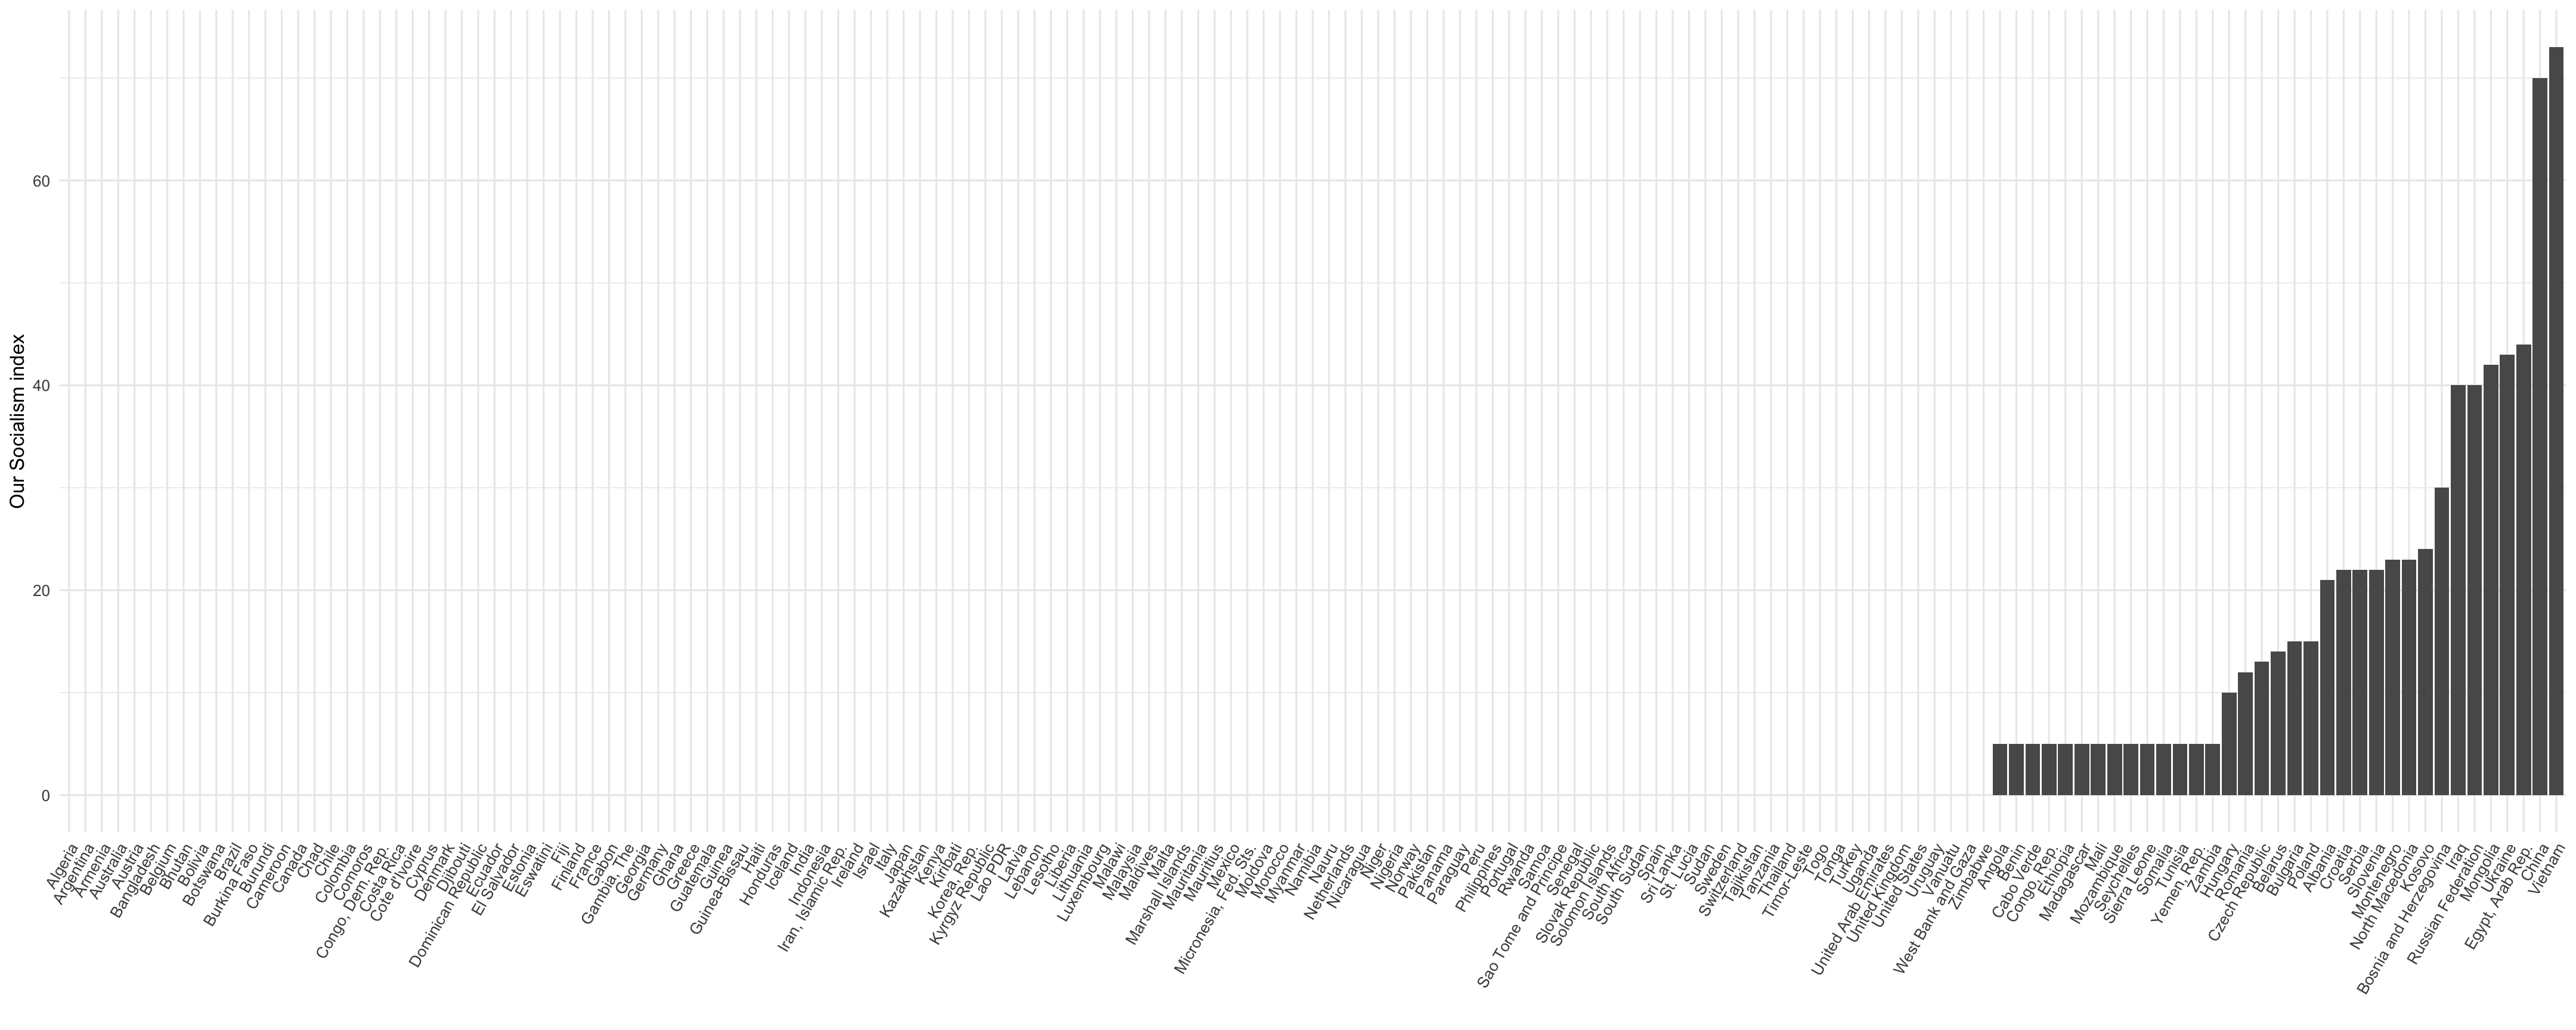 Our Socialism index
60
40
20
0
Algeria
Argentina
Armenia
Australia
Austria
Bangladesh
Belgium
Bhutan
Bolivia
Botswana
Brazil
Burkina Faso
Burundi
Cameroon
Canada
Chad
Chile
Colombia
Comoros
Congo, Dem. Rep.
Costa Rica
Cote d'Ivoire
Cyprus
Denmark
Djibouti
Dominican Republic
Ecuador
El Salvador
Estonia
Eswatini
Fiji
Finland
France
Gabon
Gambia, The
Georgia
Germany
Ghana
Greece
Guatemala
Guinea
Guinea-Bissau
Haiti
Honduras
Iceland
India
Indonesia
Iran, Islamic Rep.
Ireland
Israel
Italy
Japan
Kazakhstan
Kenya
Kiribati
Korea, Rep.
Kyrgyz Republic
Lao PDR
Latvia
Lebanon
Lesotho
Liberia
Lithuania
Luxembourg
Malawi
Malaysia
Maldives
Malta
Marshall Islands
Mauritania
Mauritius
Mexico
Micronesia, Fed. Sts.
Moldova
Morocco
Myanmar
Namibia
Nauru
Netherlands
Nicaragua
Niger
Nigeria
Norway
Pakistan
Panama
Paraguay
Peru
Philippines
Portugal
Rwanda
Samoa
Sao Tome and Principe
Senegal
Slovak Republic
Solomon Islands
South Africa
South Sudan
Spain
Sri Lanka
St. Lucia
Sudan
Sweden
Switzerland
Tajikistan
Tanzania
Thailand
Timor-Leste
Togo
Tonga
Turkey
Uganda
United Arab Emirates
United Kingdom
United States
Uruguay
Vanuatu
West Bank and Gaza
Zimbabwe
Angola
Benin
Cabo Verde
Congo, Rep.
Ethiopia
Madagascar
Mali
Mozambique
Seychelles
Sierra Leone
Somalia
Tunisia
Yemen, Rep.
Zambia
Hungary
Romania
Czech Republic
Belarus
Bulgaria
Poland
Albania
Croatia
Serbia
Slovenia
Montenegro
North Macedonia
Kosovo
Bosnia and Herzegovina
Iraq
Russian Federation
Mongolia
Ukraine
Egypt, Arab Rep.
China
Vietnam